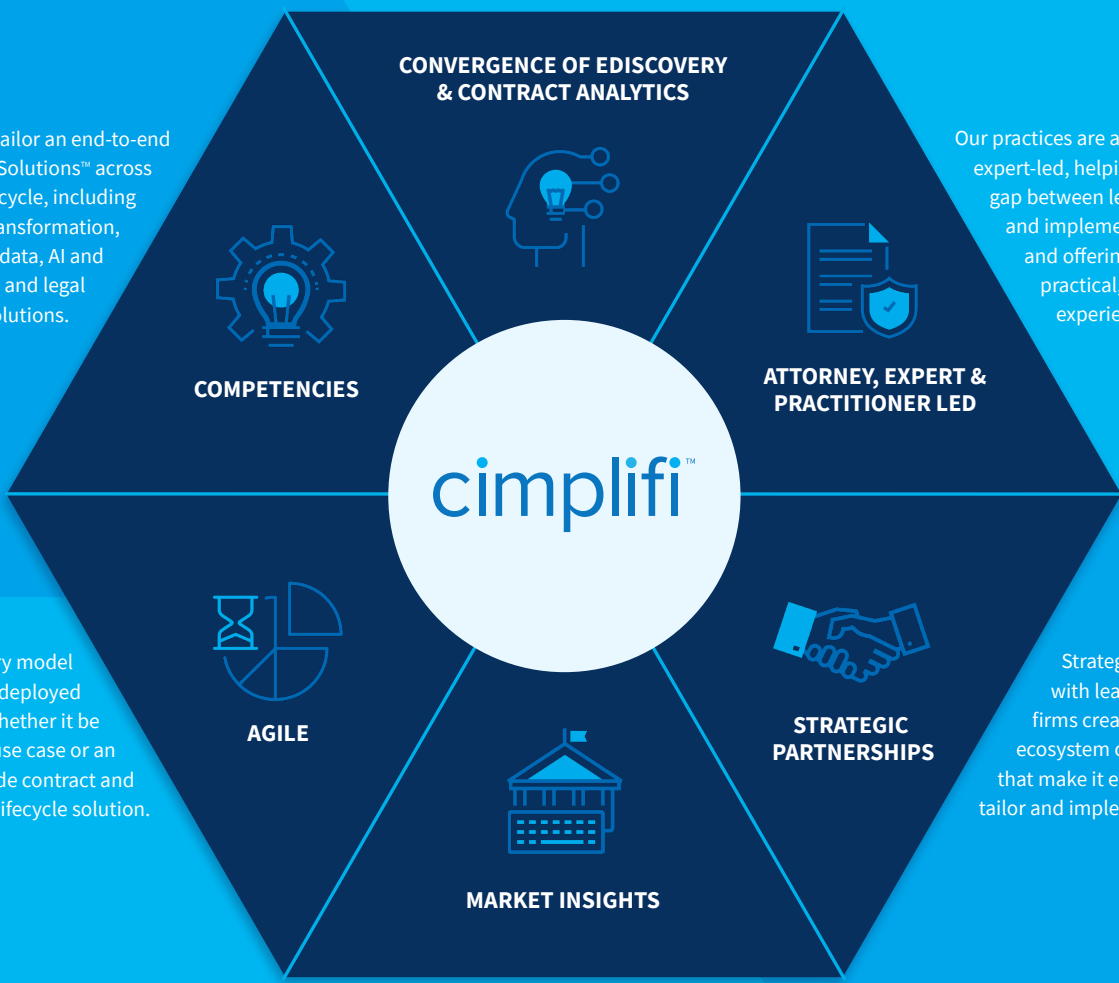 CONVERGENCE OF EDISCOVERY
& CONTRACT ANALYTICS
ailor an end-to-end
Solutions™ across
cycle, including
ansformation,
data, AI and
and legal
lutions.
COMPETENCIES
Our practices are a
expert-led, helpi
gap between le
and impleme
and offerin
practical,
experie
ATTORNEY, EXPERT &
PRACTITIONER LED
cimplifi™
ry model
deployed
hether it be
use case or an
de contract and
ifecycle solution.
AGILE
MARKET INSIGHTS
STRATEGIC
PARTNERSHIPS
Strateg
with lea
firms crea
ecosystem o
that make it e
tailor and imple